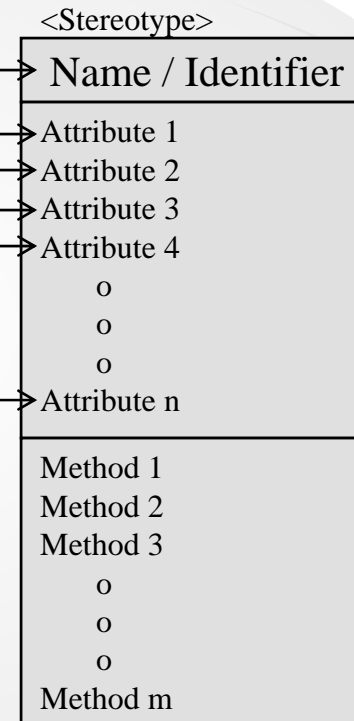 <Stereotype>
Name / Identifier
Attribute 1
Attribute 2
Attribute 3
Attribute 4
o
o
o
Attribute n
Method 1
Method 2
Method 3
o
o
o
Method m